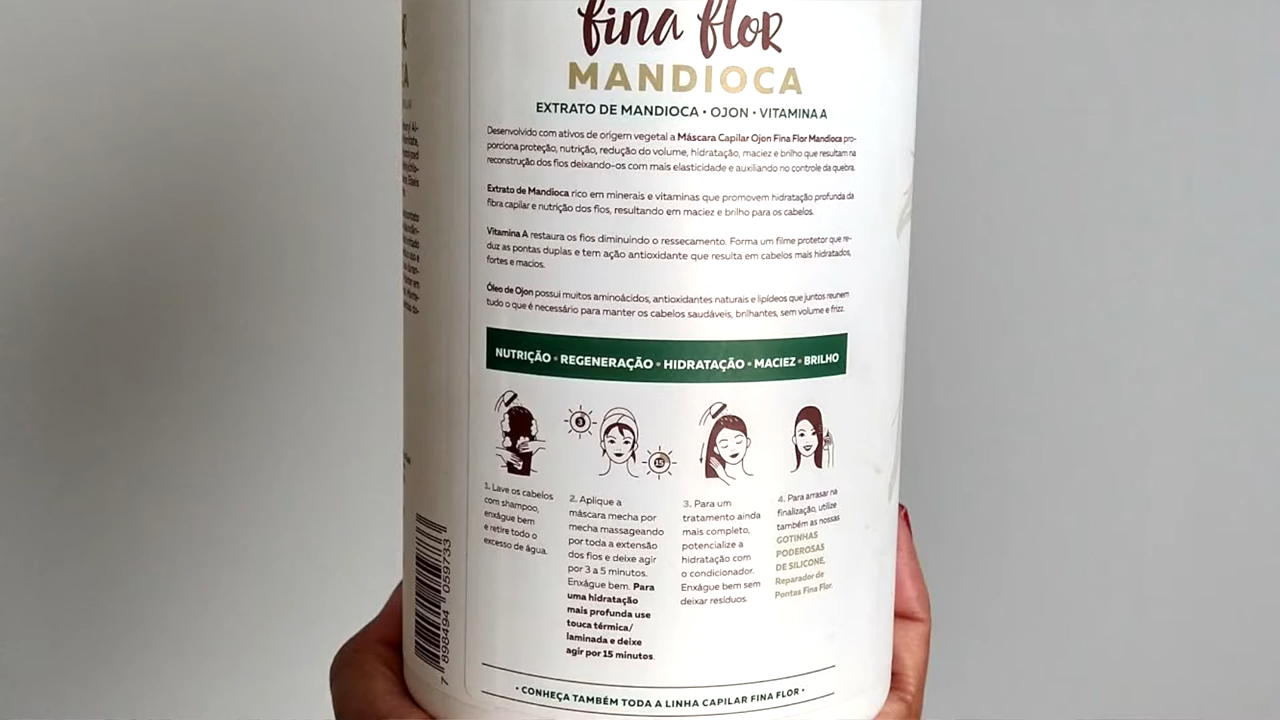 fina flor
MANDIOCA
EXTRATO DE MANDIOCA • OJON • VITAMINA A
Desenvolvido com ativos de origem vegetal a Máscara Capilar Ojon Fina Flor Mandioca pro-
porciona proteção, nutrição, redução do volume, hidratação, maciez e brilho que resultam na
reconstrução dos fios deixando-os com mais elasticidade e auxiliando no controle da quebra.
Extrato de Mandioca rico em minerais e vitaminas que promovem hidratação profunda da
fibra capilar e nutrição dos fios, resultando em maciez e brilho para os cabelos.
Vitamina A restaura os fios diminuindo o ressecamento. Forma um filme protetor que re-
duz as pontas duplas e tem ação antioxidante que resulta em cabelos mais hidratados,
fortes e macios.
Óleo de Ojon possui muitos aminoácidos, antioxidantes naturais e lipídeos que juntos reunem
tudo o que é necessário para manter os cabelos saudáveis, brilhantes, sem volume e frizz.
NUTRIÇÃO • REGENERAÇÃO • HIDRATAÇÃO • MACIEZ • BRILHO
3
15
1. Lave os cabelos
com shampoo,
enxágue bem
e retire todo o
excesso de água.
2. Aplique a
máscara mecha por
mecha massageando
por toda a extensão
dos fios e deixe agir
por 3 a 5 minutos.
Enxágue bem. Para
uma hidratação
mais profunda use
touca térmica/
laminada e deixe
agir por 15 minutos.
3. Para um
tratamento ainda
mais completo,
potencialize a
hidratação com
o condicionador.
Enxágue bem sem
deixar resíduos.
4. Para arrasar na
finalização, utilize
também as nossas
GOTINHAS
PODEROSAS
DE SILICONE,
Reparador de
Pontas Fina Flor.
• CONHEÇA TAMBÉM TODA A LINHA CAPILAR FINA FLOR •
7 898494 059733